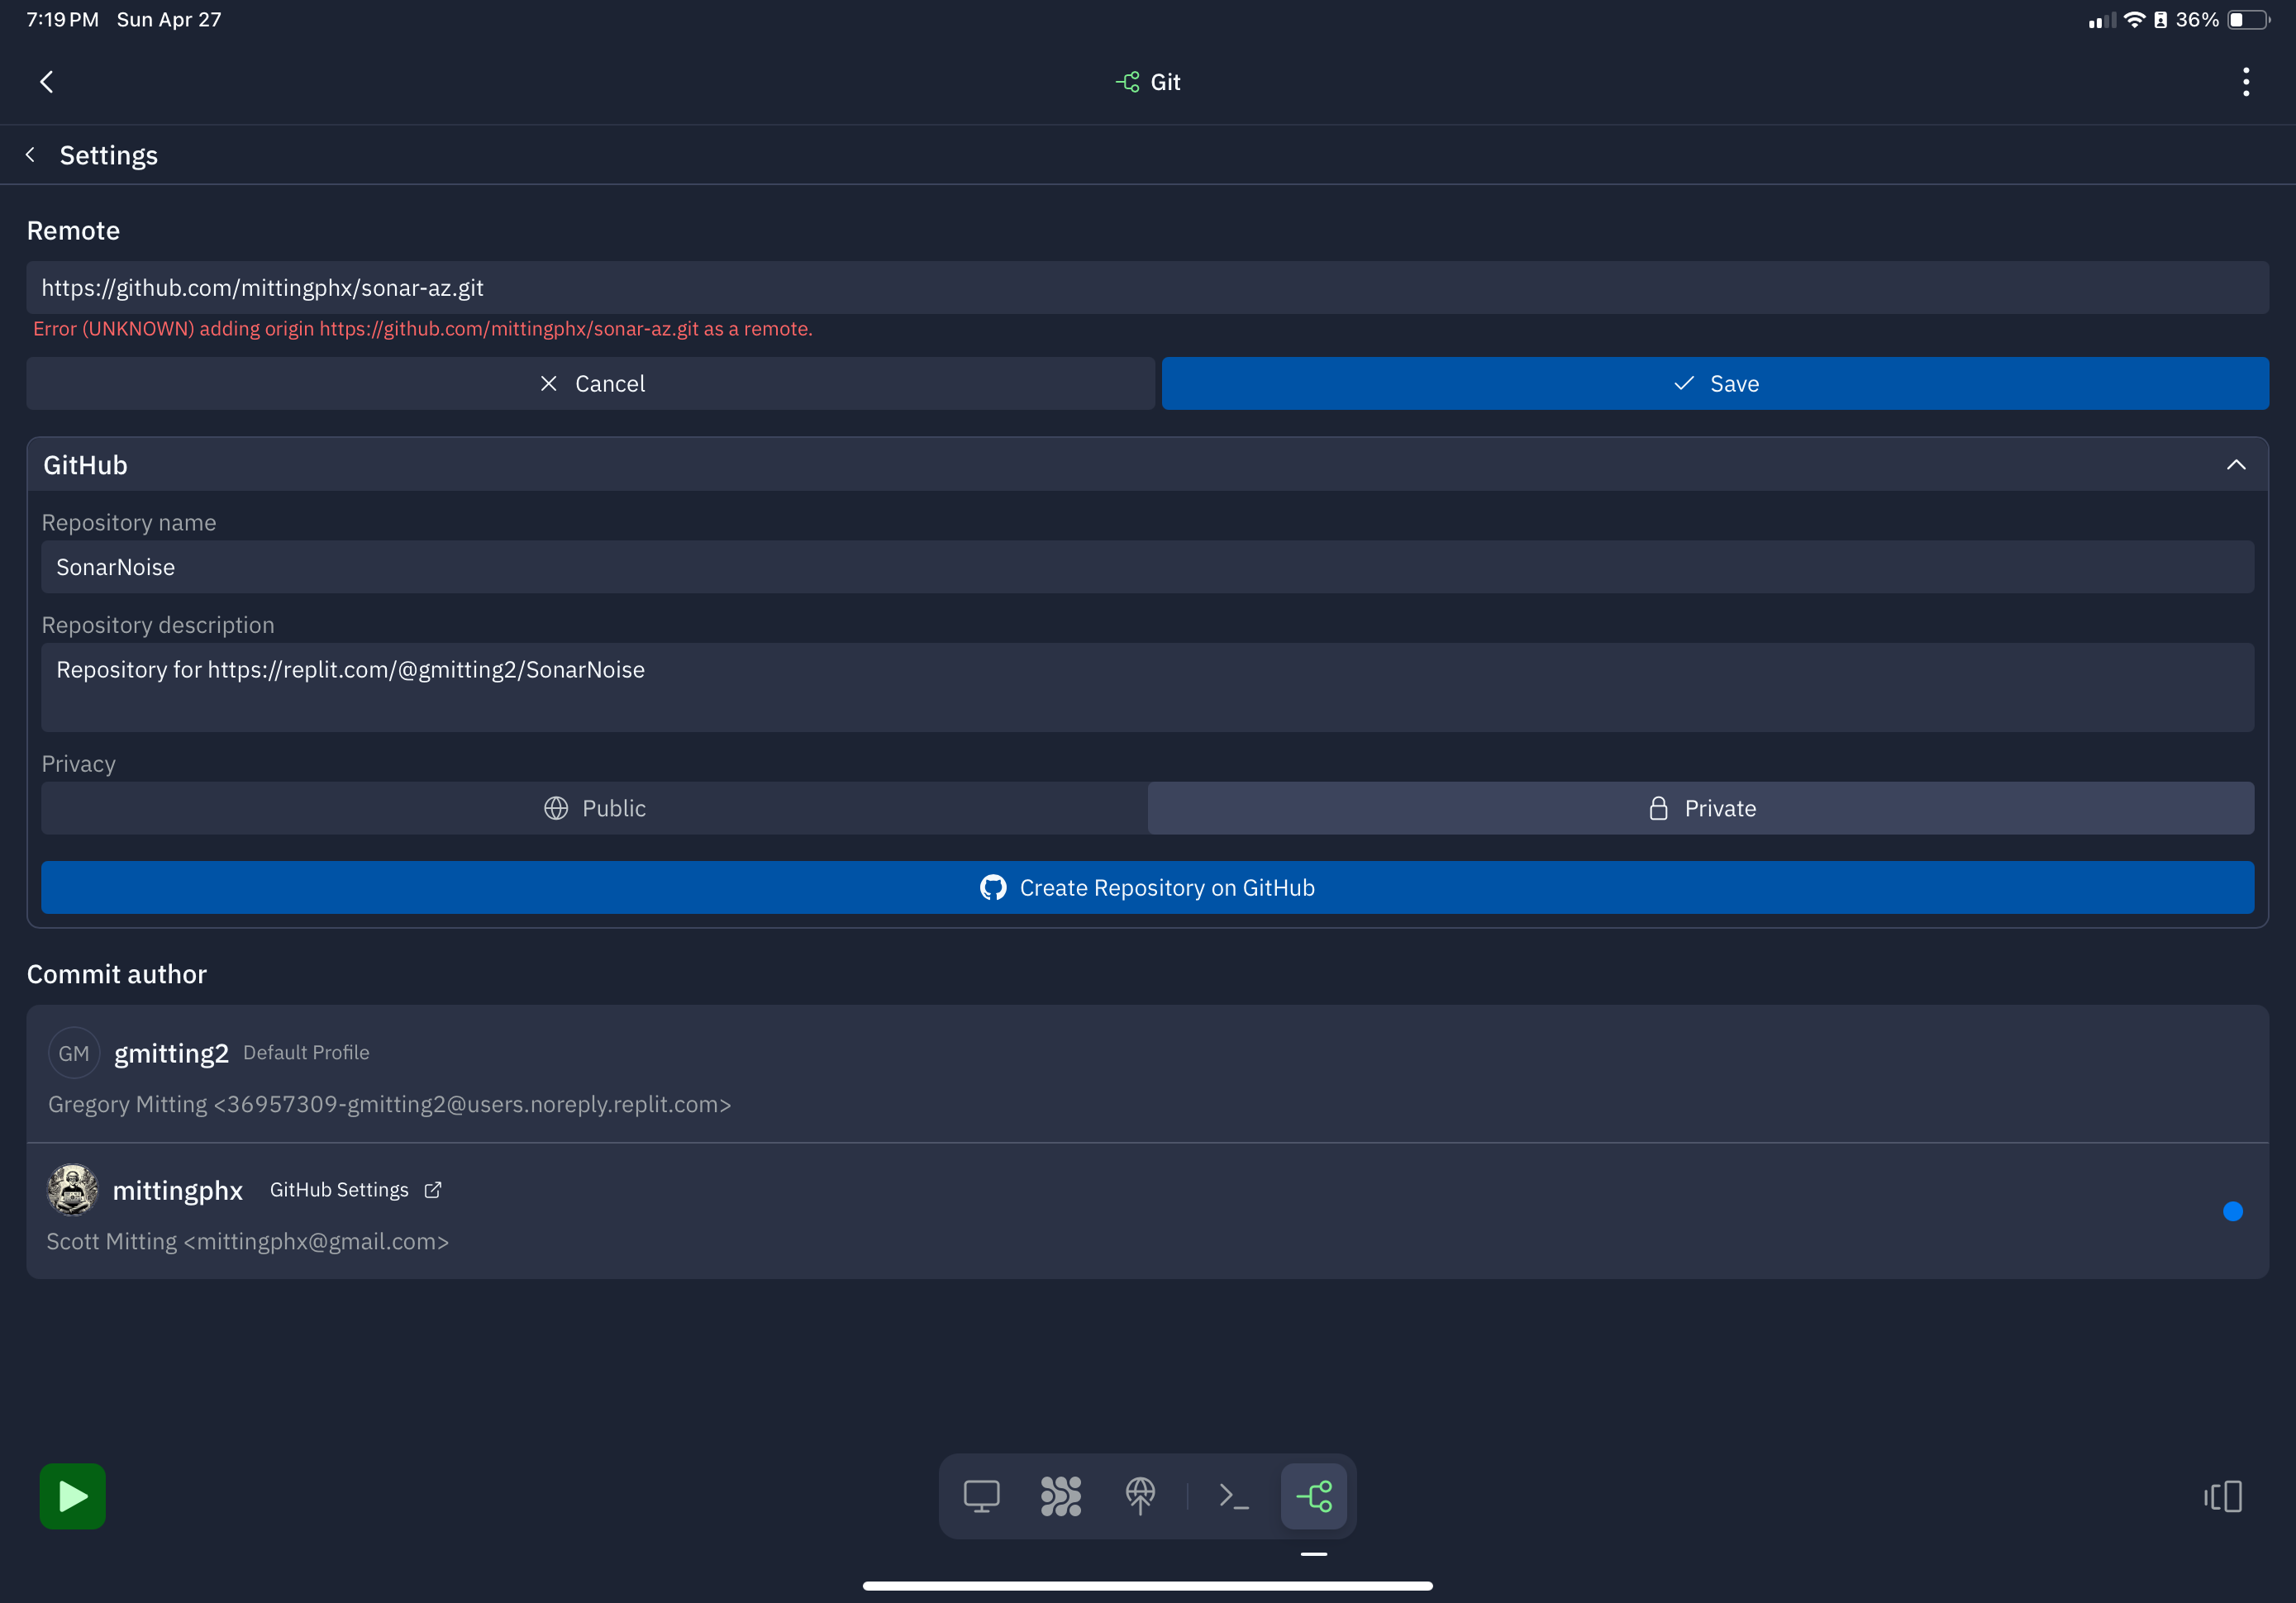 7:19 PM Sun Apr 27
36%
Git
Settings
Remote
https://github.com/mittingphx/sonar-az.git
Error (UNKNOWN) adding origin https://github.com/mittingphx/sonar-az.git as a remote.
Cancel
Save
GitHub
Repository name
SonarNoise
Repository description
Repository for https://replit.com/@gmitting2/SonarNoise
Privacy
Public
Private
Create Repository on GitHub
Commit author
GM gmitting2 Default Profile
Gregory Mitting <36957309-gmitting2@users.noreply.replit.com>
mittingphx GitHub Settings
Scott Mitting <mittingphx@gmail.com>